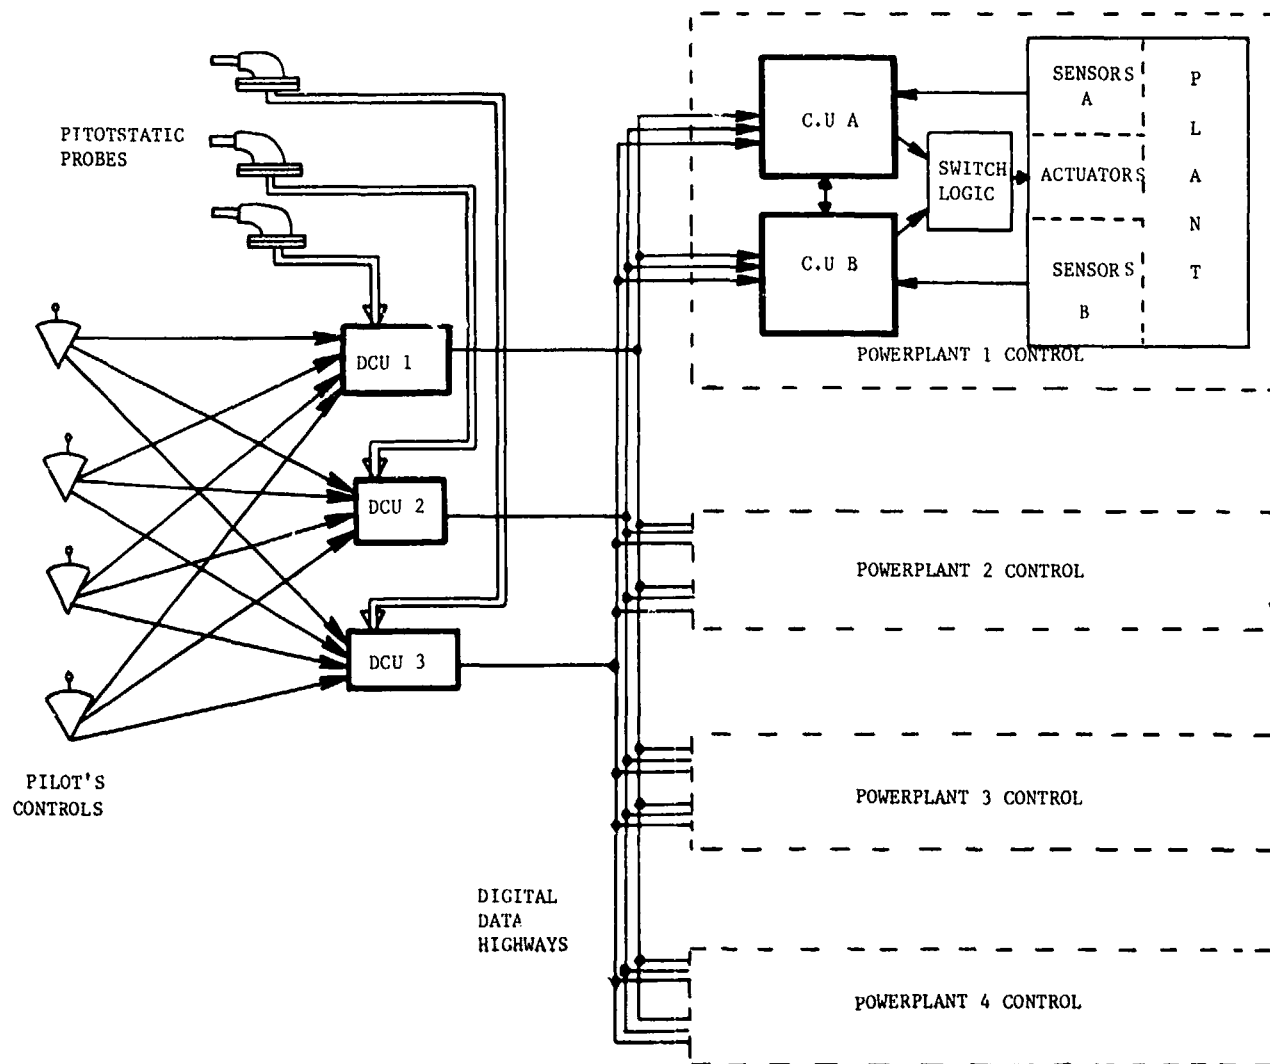 PITOTSTATIC
PROBES
PILOT'S
CONTROLS
DCU 1
DCU 2
DCU 3
DIGITAL
DATA
HIGHWAYS
C.U A
C.U B
SWITCH
LOGIC
SENSORS
A
ACTUATORS
SENSORS
B
P
L
A
N
T
POWERPLANT 1 CONTROL
POWERPLANT 2 CONTROL
POWERPLANT 3 CONTROL
POWERPLANT 4 CONTROL